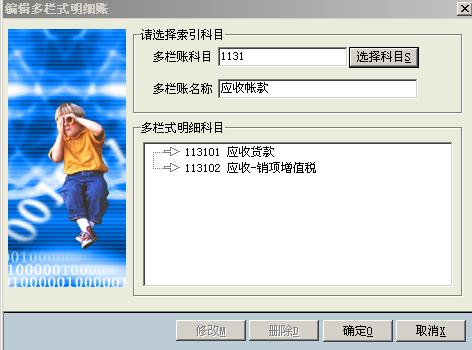 编辑多栏式明细账
请选择索引科目
多栏账科目 1131 选择科目S
多栏账名称 应收帐款
多栏式明细科目
113101 应收货款
113102 应收-销项增值税
修改M 删除D 确定O 取消X